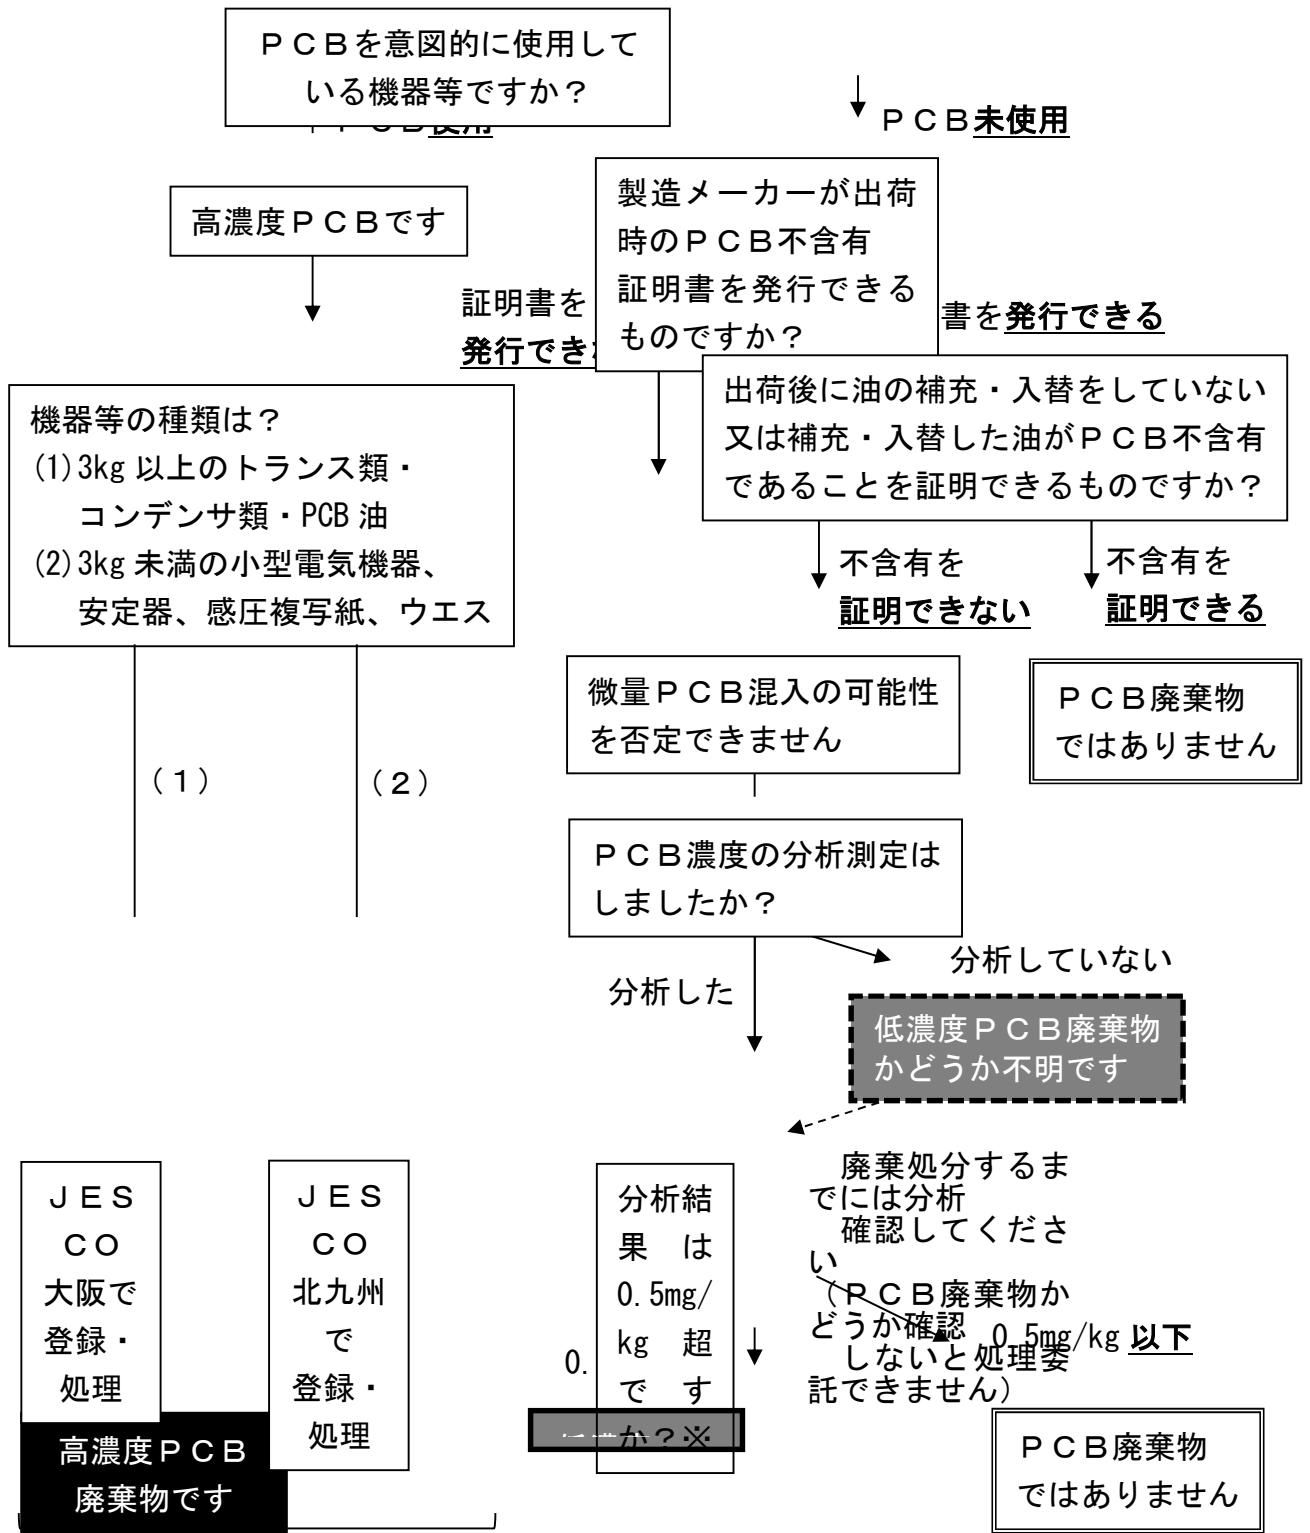 ＰＣＢを意図的に使用して
いる機器等ですか？
ＰＣＢ未使用
高濃度ＰＣＢです
製造メーカーが出荷
時のＰＣＢ不含有
証明書を発行できる
ものですか？
証明書を
発行でき
書を発行できる
出荷後に油の補充・入替をしていない
又は補充・入替した油がＰＣＢ不含有
であることを証明できるものですか？
機器等の種類は？
(1)3kg 以上のトランス類・
コンデンサ類・PCB 油
(2)3kg 未満の小型電気機器、
安定器、感圧複写紙、ウエス
不含有を
証明できない
不含有を
証明できる
微量ＰＣＢ混入の可能性
を否定できません
ＰＣＢ廃棄物
ではありません
（１）
（２）
ＰＣＢ濃度の分析測定は
しましたか？
分析した
分析していない
低濃度ＰＣＢ廃棄物
かどうか不明です
ＪＥＳ
ＣＯ
大阪で
登録・
処理
ＪＥＳ
ＣＯ
北九州
で
登録・
処理
分析結
果は
0.5mg/
kg 超
です
か？※
廃棄処分するま
でには分析
確認してくださ
い
（ＰＣＢ廃棄物か
どうか確認
しないと処理委
託できません）
0.
0.5mg/kg 以下
高濃度ＰＣＢ
廃棄物です
ＰＣＢ廃棄物
ではありません